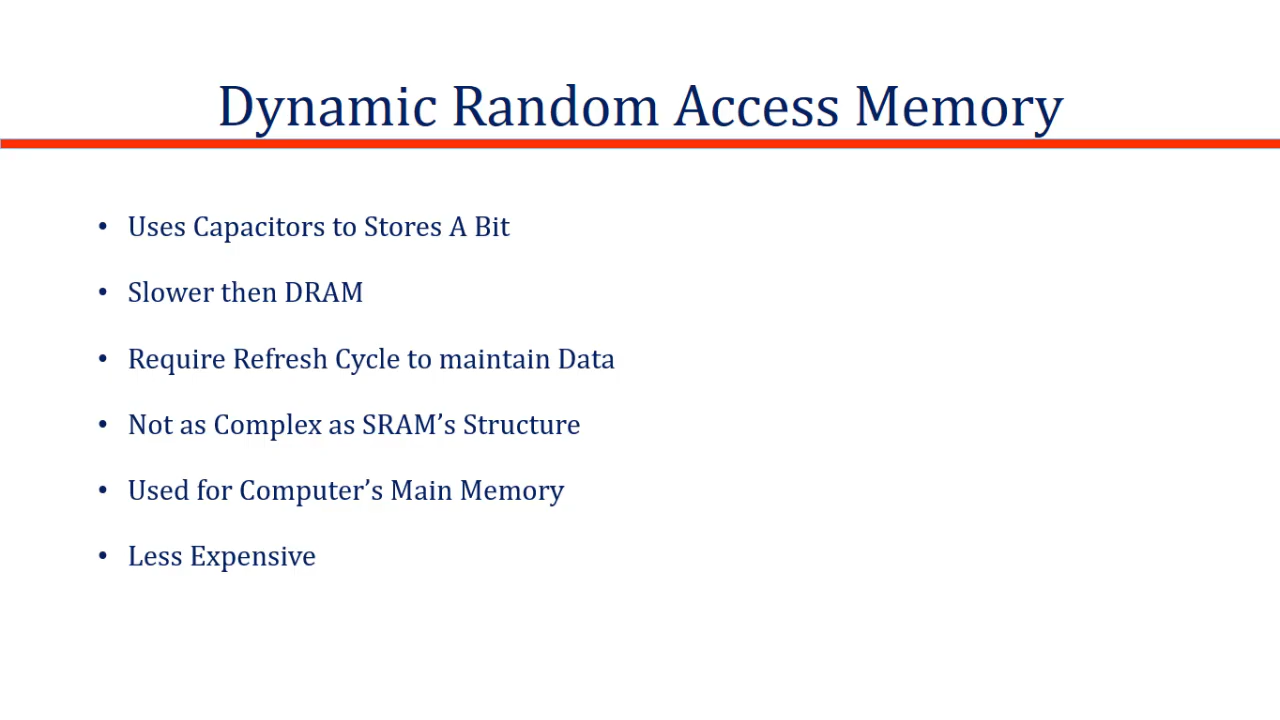 Dynamic Random Access Memory
• Uses Capacitors to Stores A Bit
• Slower then DRAM
• Require Refresh Cycle to maintain Data
• Not as Complex as SRAM’s Structure
• Used for Computer’s Main Memory
• Less Expensive